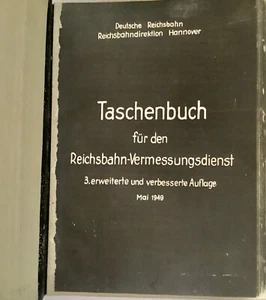 Deutsche Reichsbahn
Reichsbahndirektion Hannover
Taschenbuch
für den
Reichsbahn-Vermessungsdienst
3. erweiterte und verbesserte Auflage
Mai 1949